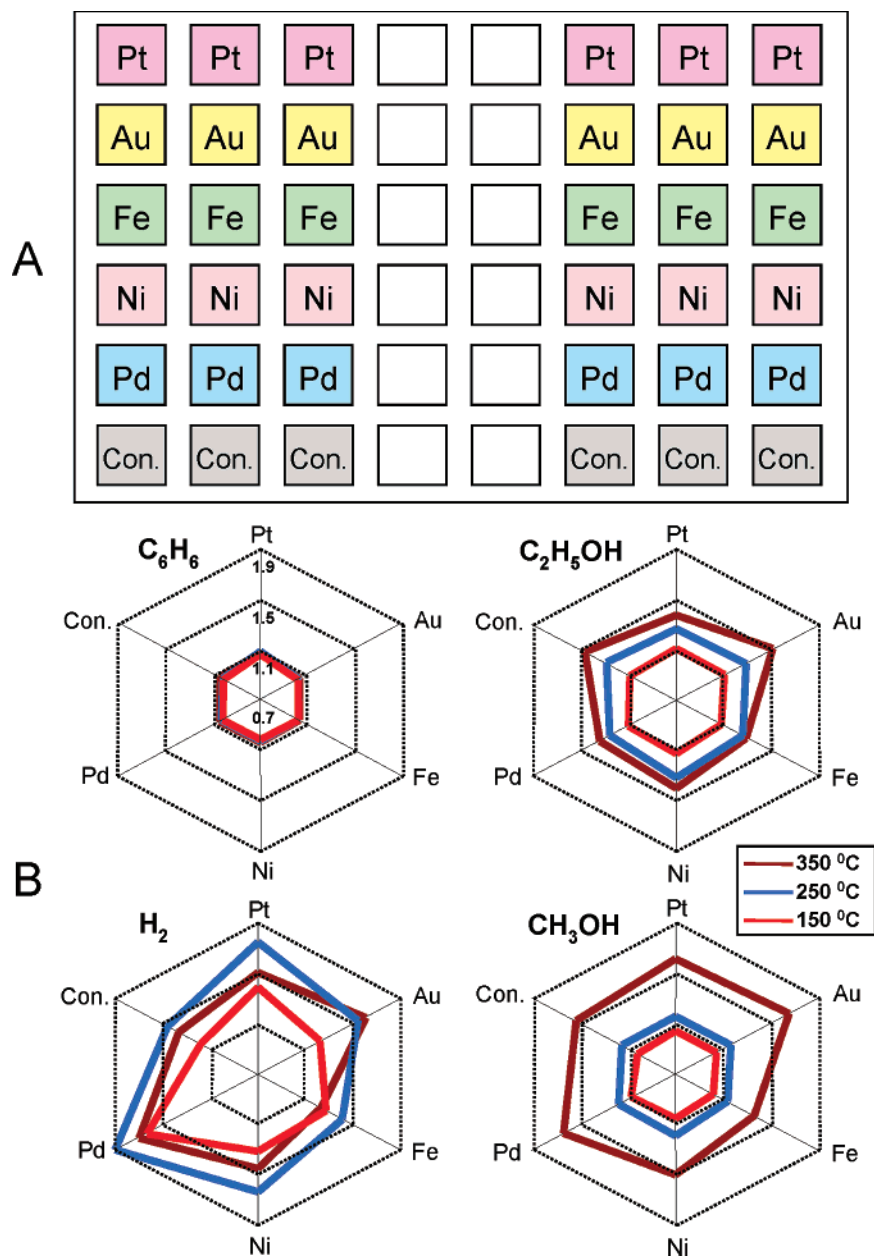 Pt Pt Pt Pt Pt Pt
Au Au Au Au Au Au
Fe Fe Fe Fe Fe Fe
A
Ni Ni Ni Ni Ni Ni
Pd Pd Pd Pd Pd Pd
Con. Con. Con. Con. Con. Con.
C₆H₆
Pt
1.9
1.5
1.1
0.7
Con.
Au
Pd
Fe
Ni
C₂H₅OH
Pt
Con.
Au
Pd
Fe
Ni
B
350 ⁰C
250 ⁰C
150 ⁰C
H₂
Pt
Con.
Au
Pd
Fe
Ni
CH₃OH
Pt
Con.
Au
Pd
Fe
Ni